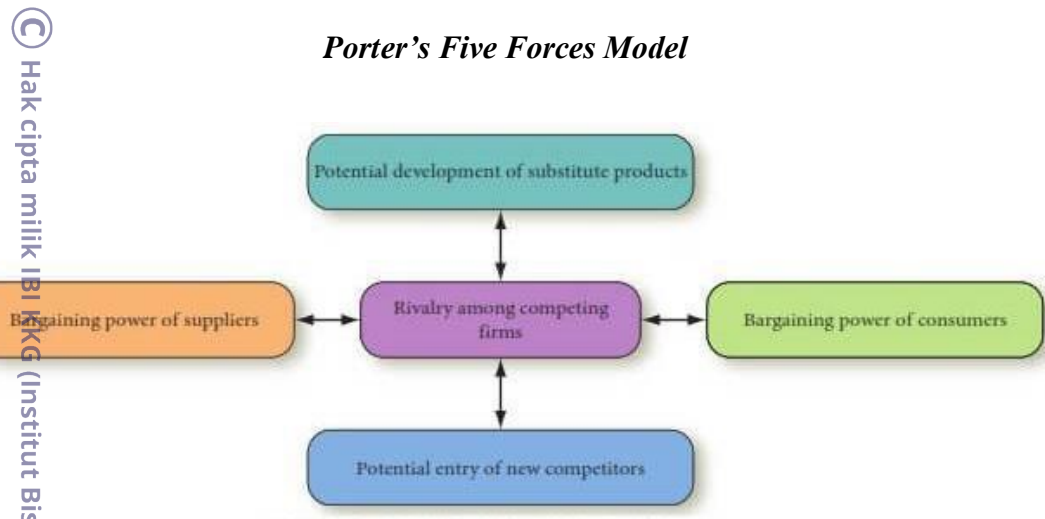 Porter’s Five Forces Model
Potential development of substitute products
Bargaining power of suppliers
Rivalry among competing
firms
Bargaining power of consumers
Potential entry of new competitors
© Hak cipta milik IBI KKG (Institut Bis